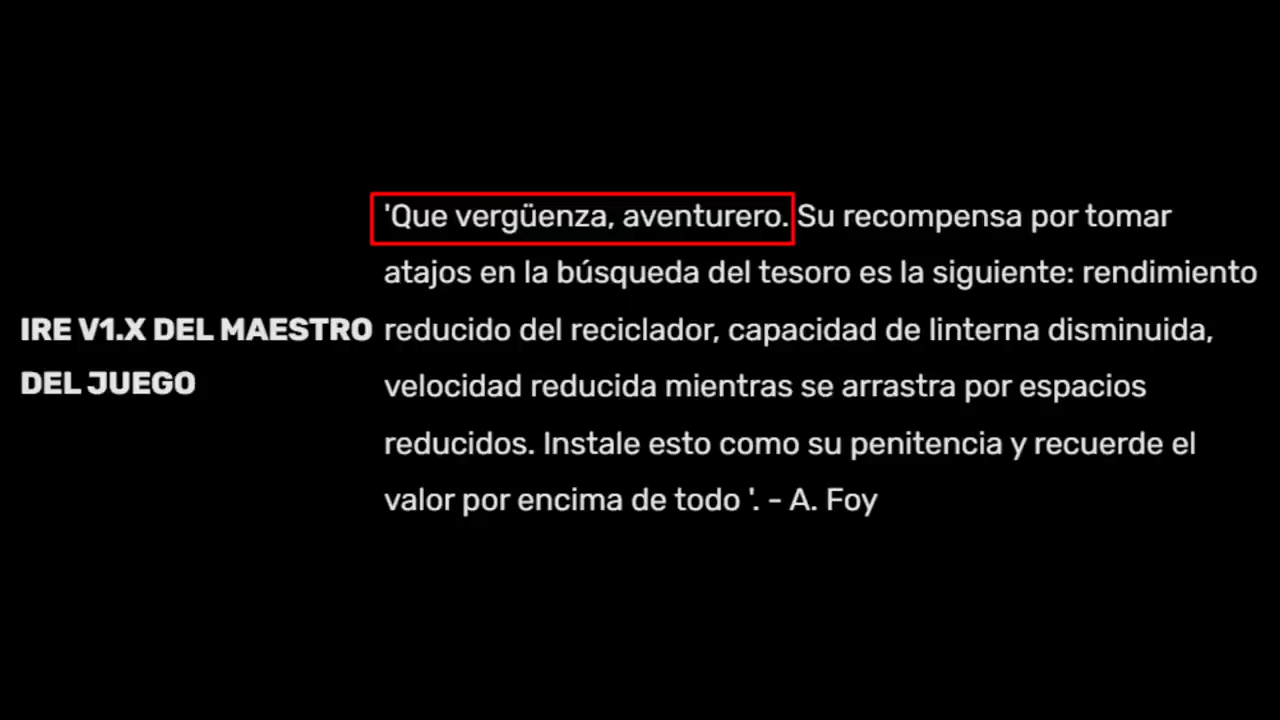 'Que vergüenza, aventurero. Su recompensa por tomar
atajos en la búsqueda del tesoro es la siguiente: rendimiento
IRE V1.X DEL MAESTRO
DEL JUEGO
reducido del reciclador, capacidad de linterna disminuida,
velocidad reducida mientras se arrastra por espacios
reducidos. Instale esto como su penitencia y recuerde el
valor por encima de todo '. - A. Foy